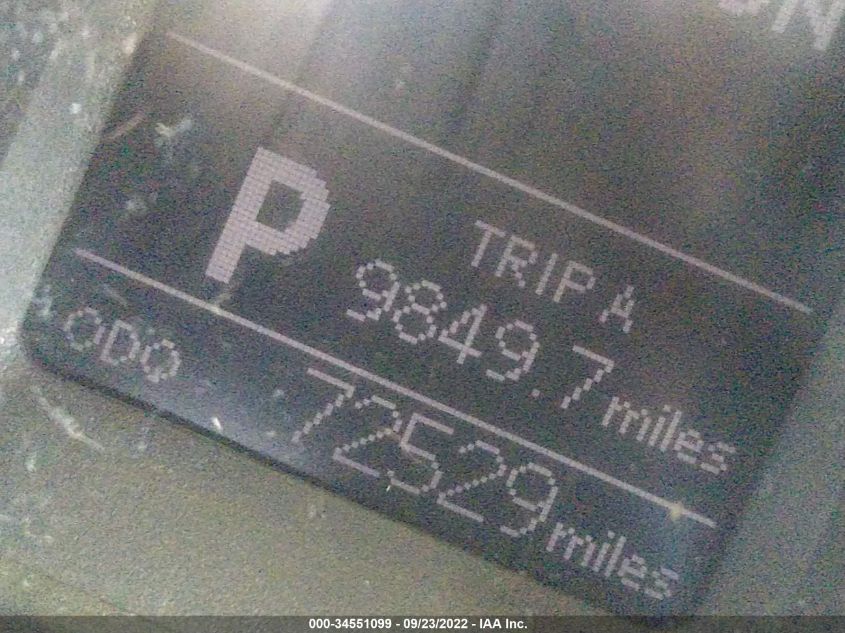 P
TRIP A
9849.7 miles
ODO 72529 miles
000-34551099 - 09/23/2022 - IAA Inc.